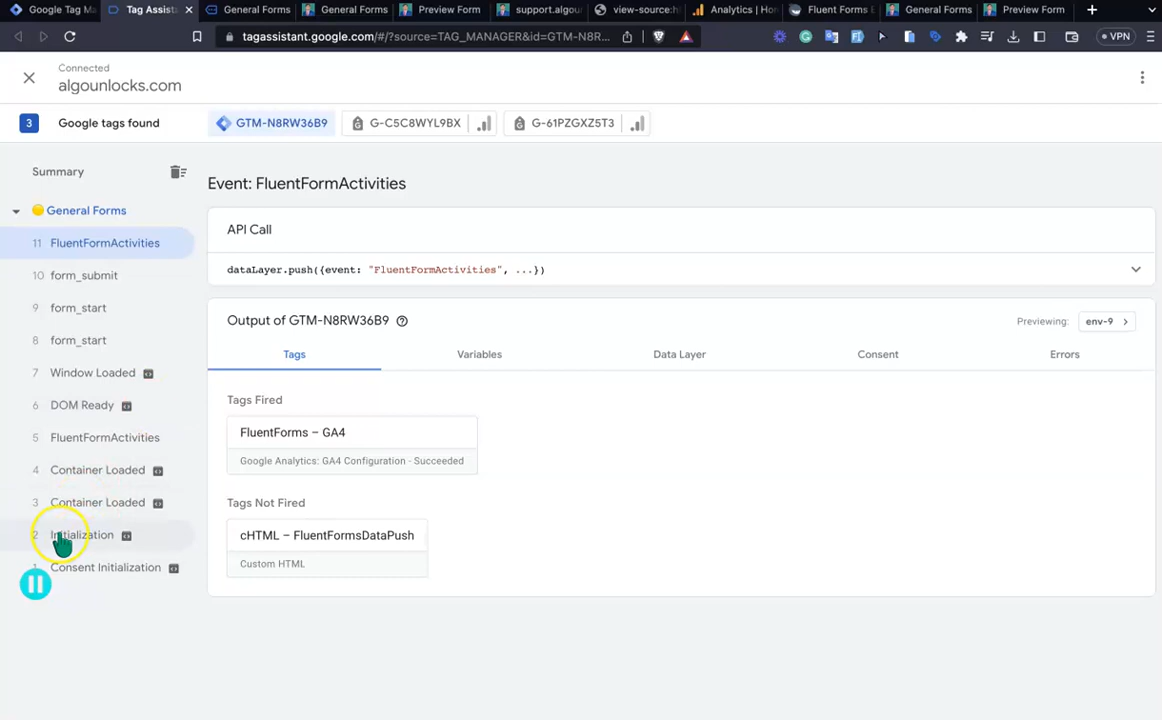 Google Tag Ma
Tag Assist
General Forms
General Forms
Preview Form
support.algou
view-source:h
Analytics | Ho
Fluent Forms E
General Forms
Preview Form
tagassistant.google.com/#/?source=TAG_MANAGER&id=GTM-N8R...
VPN
Connected
algounlocks.com
3 Google tags found
GTM-N8RW36B9
G-C5C8WYL9BX
G-61PZGXZ5T3
Summary
General Forms
11 FluentFormActivities
10 form_submit
9 form_start
8 form_start
7 Window Loaded
6 DOM Ready
5 FluentFormActivities
4 Container Loaded
3 Container Loaded
2 Initialization
1 Consent Initialization
Event: FluentFormActivities
API Call
dataLayer.push({event: "FluentFormActivities", ...})
Output of GTM-N8RW36B9
Previewing: env-9
Tags
Variables
Data Layer
Consent
Errors
Tags Fired
FluentForms – GA4
Google Analytics: GA4 Configuration - Succeeded
Tags Not Fired
cHTML – FluentFormsDataPush
Custom HTML